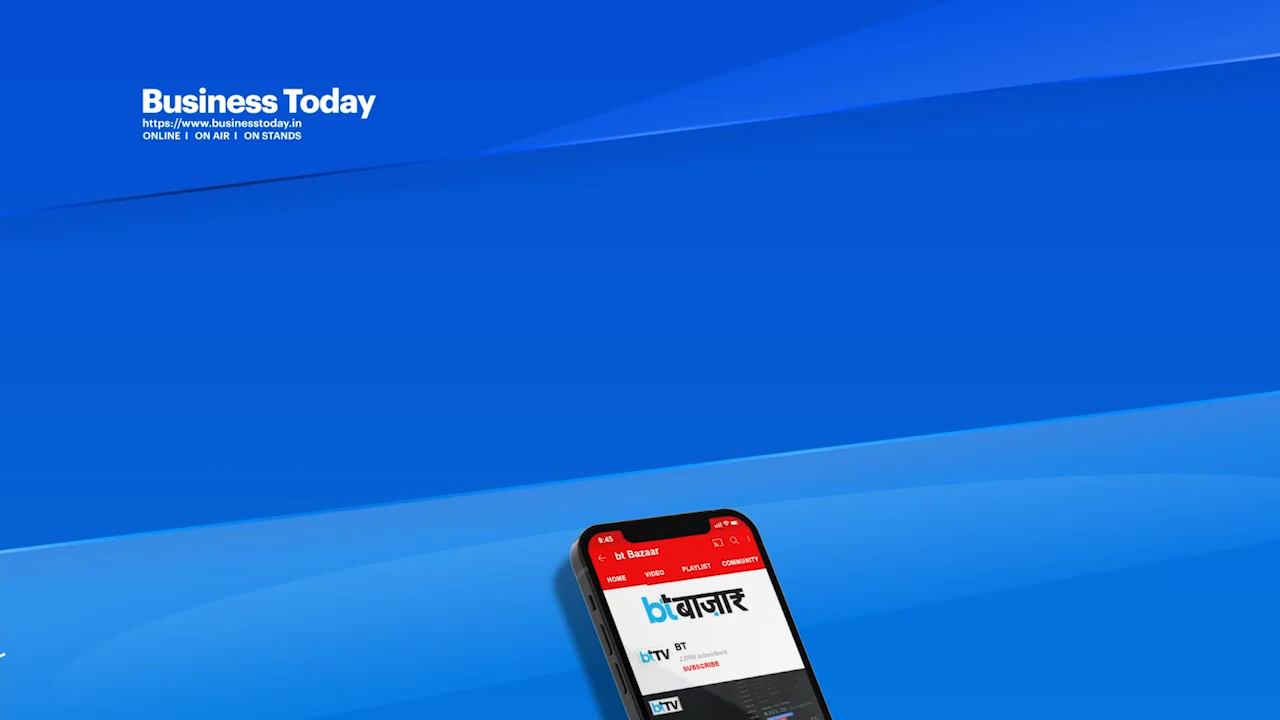 Business Today
https://www.businesstoday.in
ONLINE I ON AIR I ON STANDS
9:45
bt Bazaar
HOME VIDEO PLAYLIST COMMUNITY
btबाज़ार
btTV BT
SUBSCRIBE
btTV